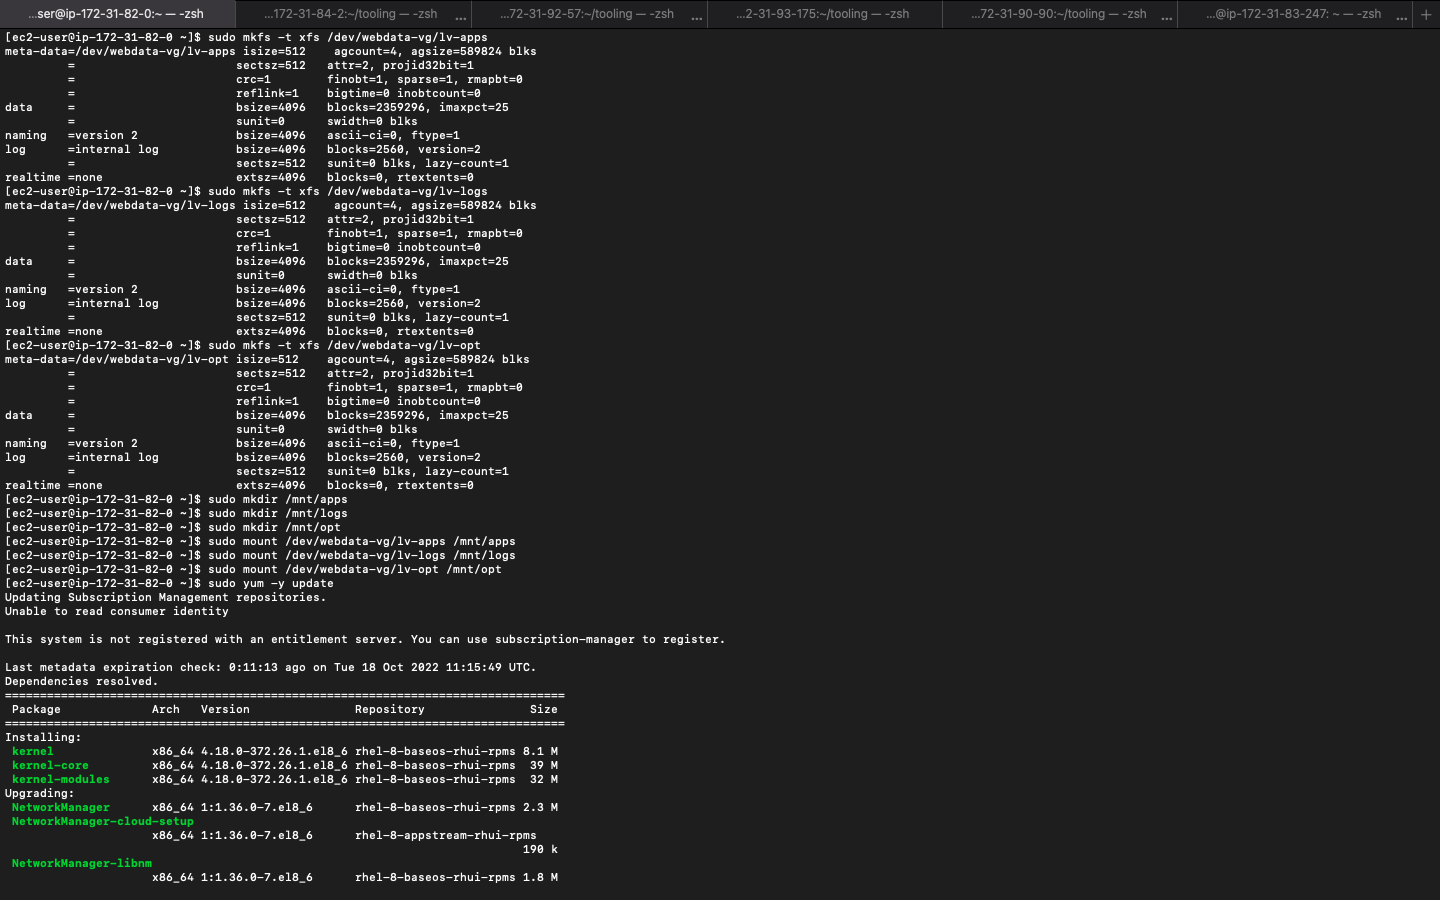 ...ser@ip-172-31-82-0:~ — -zsh ...172-31-84-2:~/tooling — -zsh ... ...72-31-92-57:~/tooling — -zsh ... ...2-31-93-175:~/tooling — -zsh ...72-31-90-90:~/tooling — -zsh ... ...@ip-172-31-83-247: ~ — -zsh ... +
[ec2-user@ip-172-31-82-0 ~]$ sudo mkfs -t xfs /dev/webdata-vg/lv-apps
meta-data=/dev/webdata-vg/lv-apps isize=512    agcount=4, agsize=589824 blks
         =                       sectsz=512   attr=2, projid32bit=1
         =                       crc=1        finobt=1, sparse=1, rmapbt=0
         =                       reflink=1    bigtime=0 inobtcount=0
data     =                       bsize=4096   blocks=2359296, imaxpct=25
         =                       sunit=0      swidth=0 blks
naming   =version 2              bsize=4096   ascii-ci=0, ftype=1
log      =internal log           bsize=4096   blocks=2560, version=2
         =                       sectsz=512   sunit=0 blks, lazy-count=1
realtime =none                   extsz=4096   blocks=0, rtextents=0
[ec2-user@ip-172-31-82-0 ~]$ sudo mkfs -t xfs /dev/webdata-vg/lv-logs
meta-data=/dev/webdata-vg/lv-logs isize=512    agcount=4, agsize=589824 blks
         =                       sectsz=512   attr=2, projid32bit=1
         =                       crc=1        finobt=1, sparse=1, rmapbt=0
         =                       reflink=1    bigtime=0 inobtcount=0
data     =                       bsize=4096   blocks=2359296, imaxpct=25
         =                       sunit=0      swidth=0 blks
naming   =version 2              bsize=4096   ascii-ci=0, ftype=1
log      =internal log           bsize=4096   blocks=2560, version=2
         =                       sectsz=512   sunit=0 blks, lazy-count=1
realtime =none                   extsz=4096   blocks=0, rtextents=0
[ec2-user@ip-172-31-82-0 ~]$ sudo mkfs -t xfs /dev/webdata-vg/lv-opt
meta-data=/dev/webdata-vg/lv-opt isize=512    agcount=4, agsize=589824 blks
         =                       sectsz=512   attr=2, projid32bit=1
         =                       crc=1        finobt=1, sparse=1, rmapbt=0
         =                       reflink=1    bigtime=0 inobtcount=0
data     =                       bsize=4096   blocks=2359296, imaxpct=25
         =                       sunit=0      swidth=0 blks
naming   =version 2              bsize=4096   ascii-ci=0, ftype=1
log      =internal log           bsize=4096   blocks=2560, version=2
         =                       sectsz=512   sunit=0 blks, lazy-count=1
realtime =none                   extsz=4096   blocks=0, rtextents=0
[ec2-user@ip-172-31-82-0 ~]$ sudo mkdir /mnt/apps
[ec2-user@ip-172-31-82-0 ~]$ sudo mkdir /mnt/logs
[ec2-user@ip-172-31-82-0 ~]$ sudo mkdir /mnt/opt
[ec2-user@ip-172-31-82-0 ~]$ sudo mount /dev/webdata-vg/lv-apps /mnt/apps
[ec2-user@ip-172-31-82-0 ~]$ sudo mount /dev/webdata-vg/lv-logs /mnt/logs
[ec2-user@ip-172-31-82-0 ~]$ sudo mount /dev/webdata-vg/lv-opt /mnt/opt
[ec2-user@ip-172-31-82-0 ~]$ sudo yum -y update
Updating Subscription Management repositories.
Unable to read consumer identity

This system is not registered with an entitlement server. You can use subscription-manager to register.

Last metadata expiration check: 0:11:13 ago on Tue 18 Oct 2022 11:15:49 UTC.
Dependencies resolved.
================================================================================
 Package             Arch   Version               Repository               Size
================================================================================
Installing:
 kernel              x86_64 4.18.0-372.26.1.el8_6 rhel-8-baseos-rhui-rpms 8.1 M
 kernel-core         x86_64 4.18.0-372.26.1.el8_6 rhel-8-baseos-rhui-rpms  39 M
 kernel-modules      x86_64 4.18.0-372.26.1.el8_6 rhel-8-baseos-rhui-rpms  32 M
Upgrading:
 NetworkManager      x86_64 1:1.36.0-7.el8_6      rhel-8-baseos-rhui-rpms 2.3 M
 NetworkManager-cloud-setup
                     x86_64 1:1.36.0-7.el8_6      rhel-8-appstream-rhui-rpms
                                                                          190 k
 NetworkManager-libnm
                     x86_64 1:1.36.0-7.el8_6      rhel-8-baseos-rhui-rpms 1.8 M